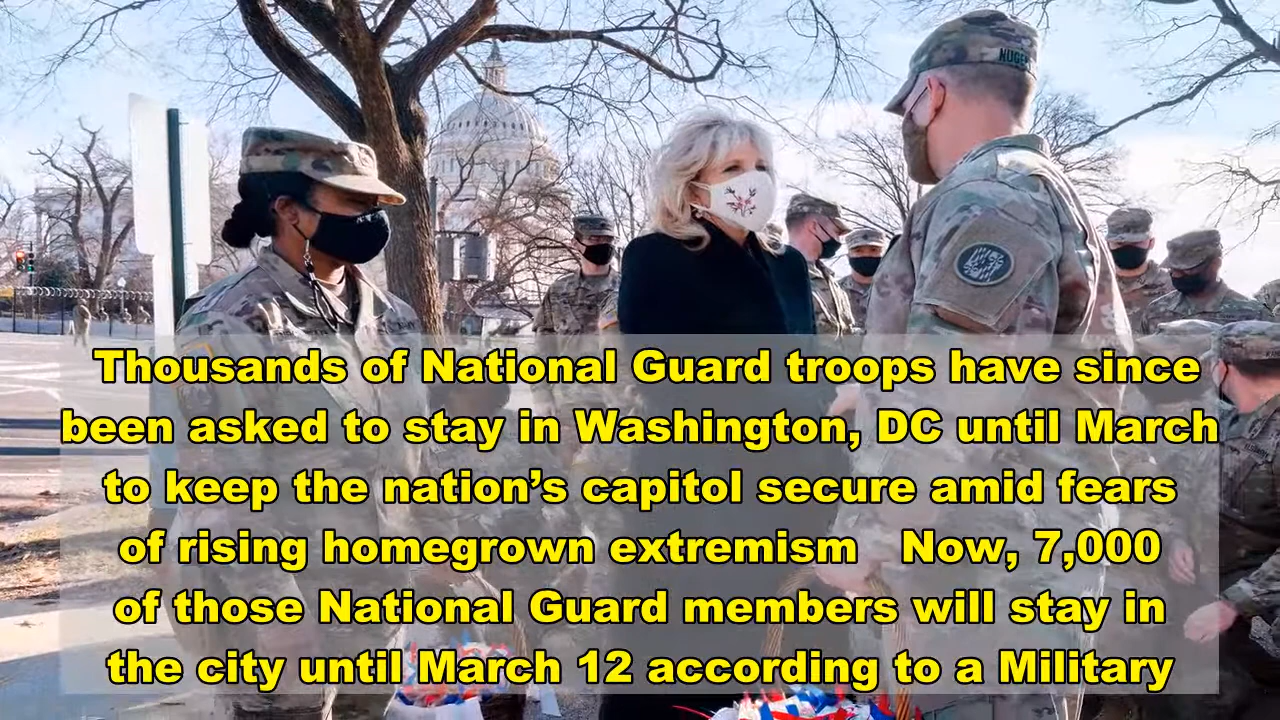 Thousands of National Guard troops have since
been asked to stay in Washington, DC until March
to keep the nation’s capitol secure amid fears
of rising homegrown extremism Now, 7,000
of those National Guard members will stay in
the city until March 12 according to a Military